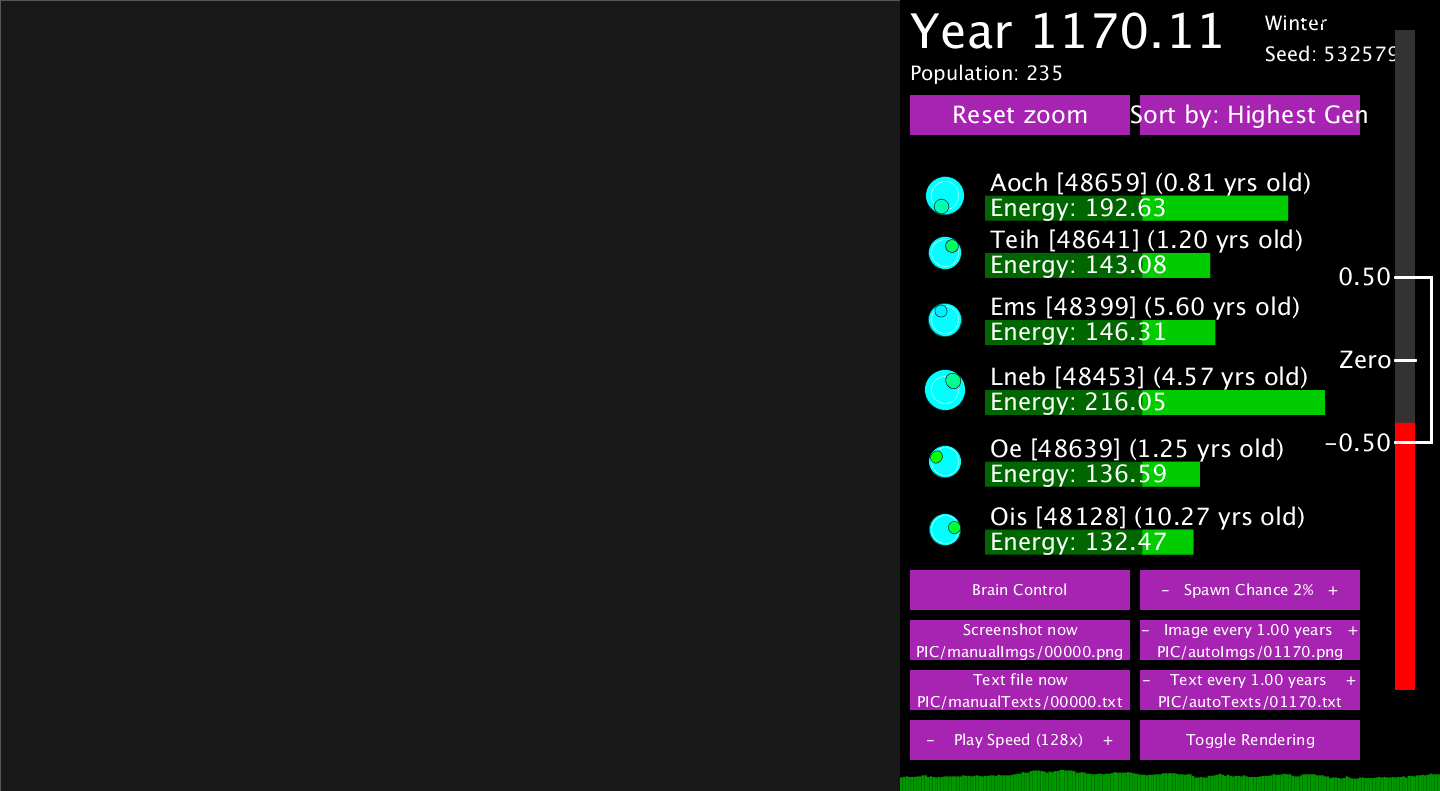 Year 1170.11
Winter
Seed: 532579
Population: 235
Reset zoom
Sort by: Highest Gen
Aoch [48659] (0.81 yrs old)
Energy: 192.63
Teih [48641] (1.20 yrs old)
Energy: 143.08
Ems [48399] (5.60 yrs old)
Energy: 146.31
Lneb [48453] (4.57 yrs old)
Energy: 216.05
Oe [48639] (1.25 yrs old)
Energy: 136.59
Ois [48128] (10.27 yrs old)
Energy: 132.47
0.50
Zero
-0.50
Brain Control
- Spawn Chance 2% +
Screenshot now
PIC/manualImgs/00000.png
- Image every 1.00 years +
PIC/autoImgs/01170.png
Text file now
PIC/manualTexts/00000.txt
- Text every 1.00 years +
PIC/autoTexts/01170.txt
- Play Speed (128x) +
Toggle Rendering